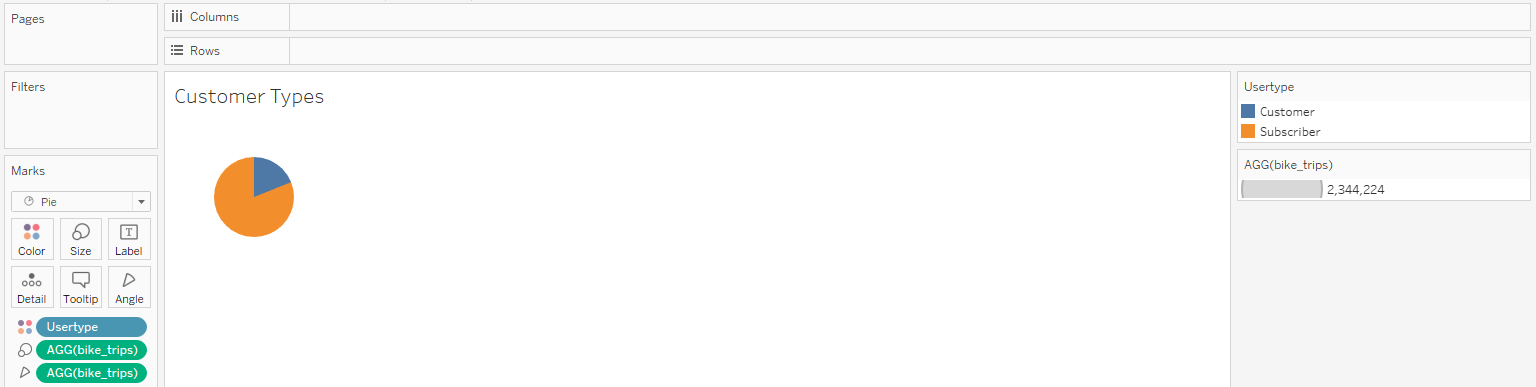 Pages
Columns
Rows
Filters
Customer Types
Usertype
Customer
Subscriber
AGG(bike_trips)
2,344,224
Marks
Pie
Color
Size
T
Label
Detail
Tooltip
Angle
Usertype
AGG(bike_trips)
AGG(bike_trips)